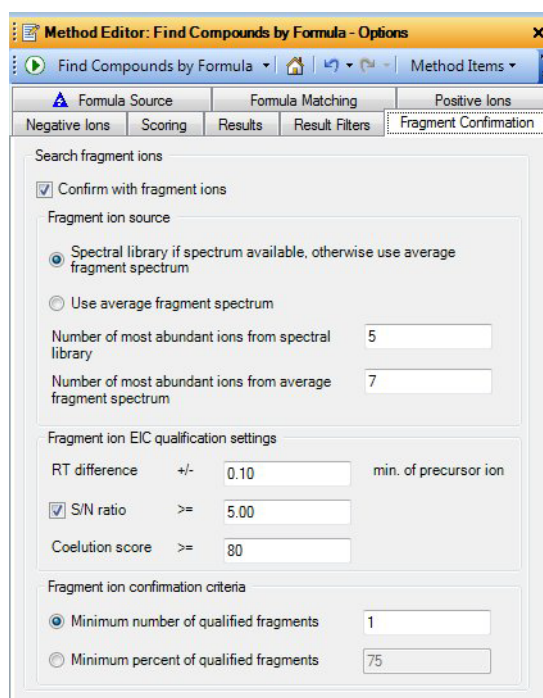 Method Editor: Find Compounds by Formula - Options
Find Compounds by Formula Method Items
Formula Source Formula Matching Positive Ions
Negative Ions Scoring Results Result Filters Fragment Confirmation
Search fragment ions
Confirm with fragment ions
Fragment ion source
Spectral library if spectrum available, otherwise use average
fragment spectrum
Use average fragment spectrum
Number of most abundant ions from spectral 5
library
Number of most abundant ions from average 7
fragment spectrum
Fragment ion EIC qualification settings
RT difference +/- 0.10 min. of precursor ion
S/N ratio >= 5.00
Coelution score >= 80
Fragment ion confirmation criteria
Minimum number of qualified fragments 1
Minimum percent of qualified fragments 75